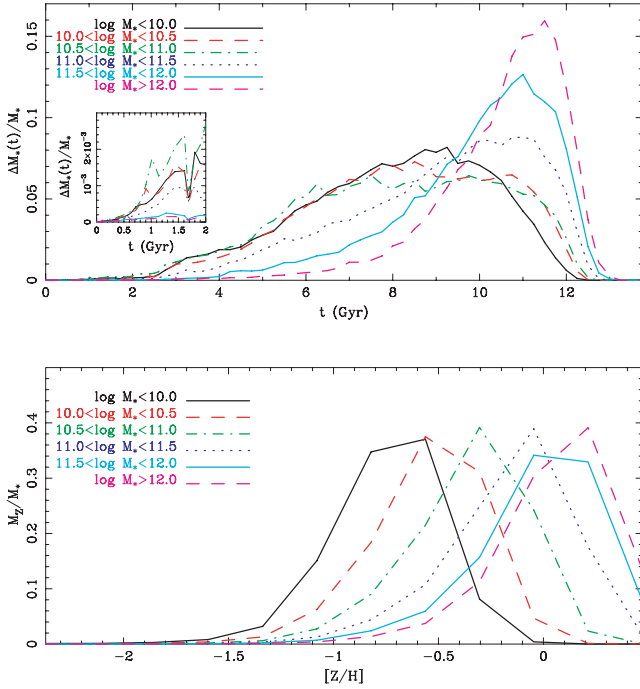 log M*<10.0
10.0<log M*<10.5
10.5<log M*<11.0
11.0<log M*<11.5
11.5<log M*<12.0
log M*>12.0
ΔM*(t)/M*
0 0.05 0.1 0.15
ΔM*(t)/M*
0 10⁻³ 2×10⁻³
0 0.5 1 1.5 2
t (Gyr)
0 2 4 6 8 10 12
t (Gyr)
log M*<10.0
10.0<log M*<10.5
10.5<log M*<11.0
11.0<log M*<11.5
11.5<log M*<12.0
log M*>12.0
M_Z/M*
0 0.1 0.2 0.3 0.4
−2 −1.5 −1 −0.5 0
[Z/H]